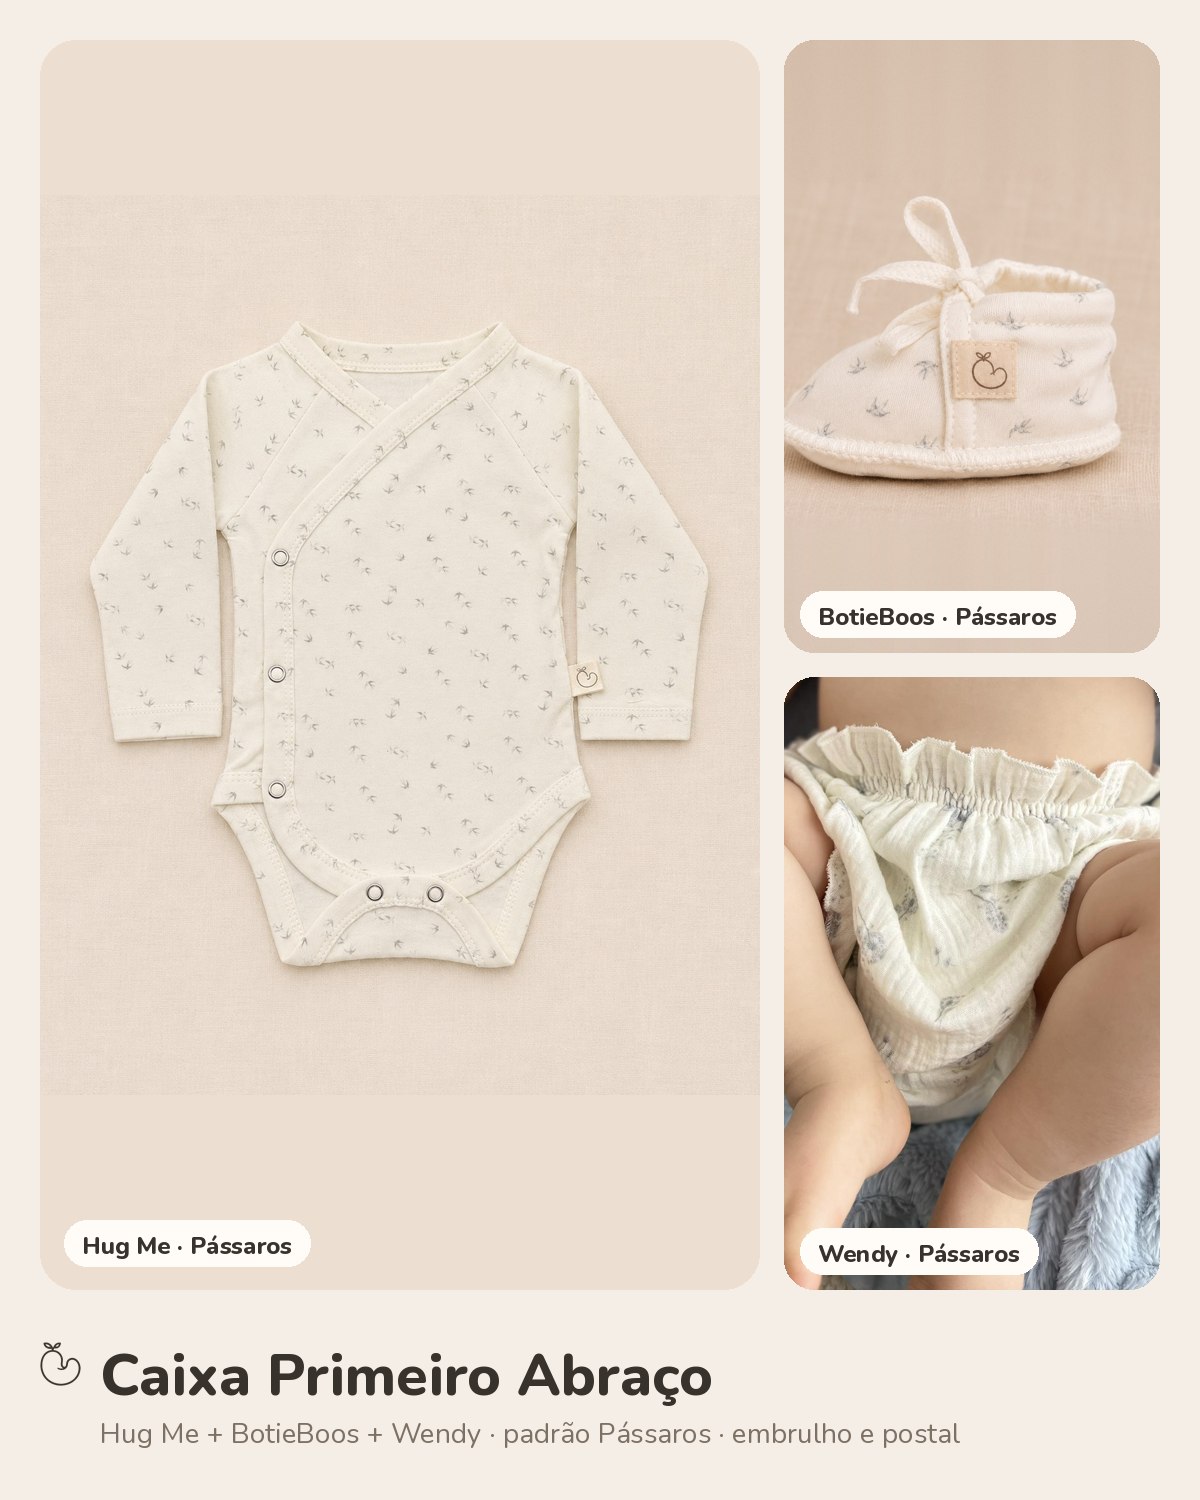 BotieBoos · Pássaros
Hug Me · Pássaros
Wendy · Pássaros
Caixa Primeiro Abraço
Hug Me + BotieBoos + Wendy · padrão Pássaros · embrulho e postal